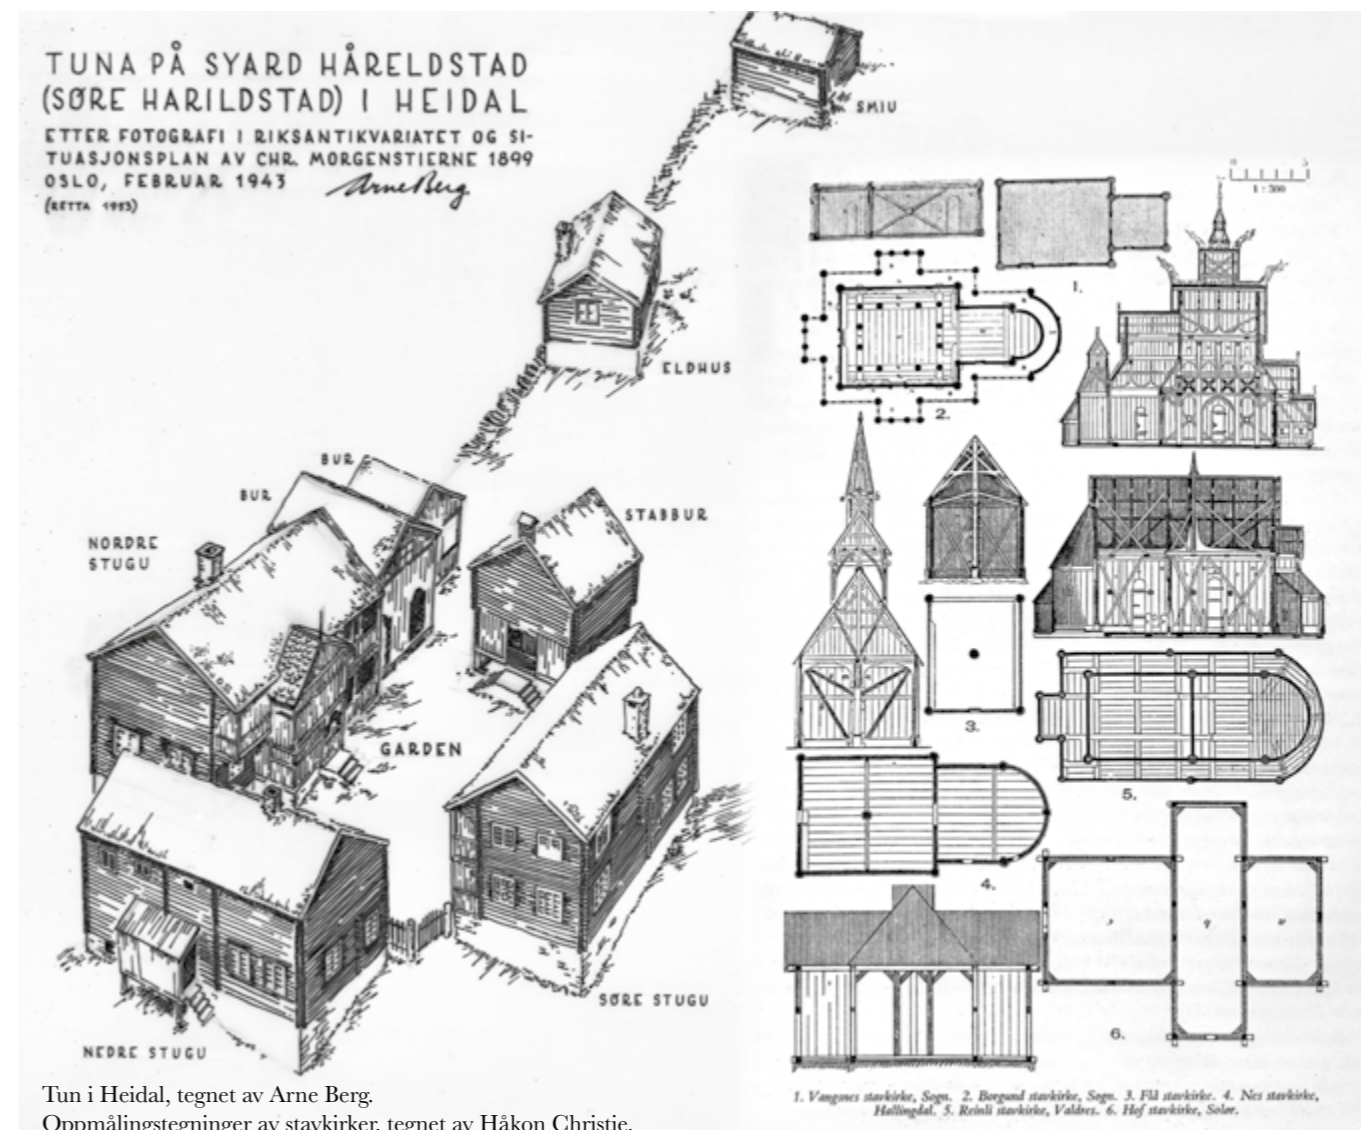 TUNA PÅ SYARD HÅRELDSTAD
(SØRE HARILDSTAD) I HEIDAL
ETTER FOTOGRAFI I RIKSANTIKVARIATET OG SI-
TUASJONSPLAN AV CHR. MORGENSTIERNE 1899
OSLO, FEBRUAR 1943 Arne Berg
(RETTA 1953)
SMIU
ELDHUS
BUR
BUR
STABBUR
NORDRE
STUGU
GARDEN
SØRE STUGU
NEDRE STUGU
Tun i Heidal, tegnet av Arne Berg.
Oppmålingstegninger av stavkirker, tegnet av Håkon Christie.
0 5
1:300
1.
2.
3.
4.
5.
6.
1. Vangsnes stavkirke, Sogn. 2. Borgund stavkirke, Sogn. 3. Flå stavkirke. 4. Nes stavkirke,
Hallingdal. 5. Reinli stavkirke, Valdres. 6. Hof stavkirke, Solør.